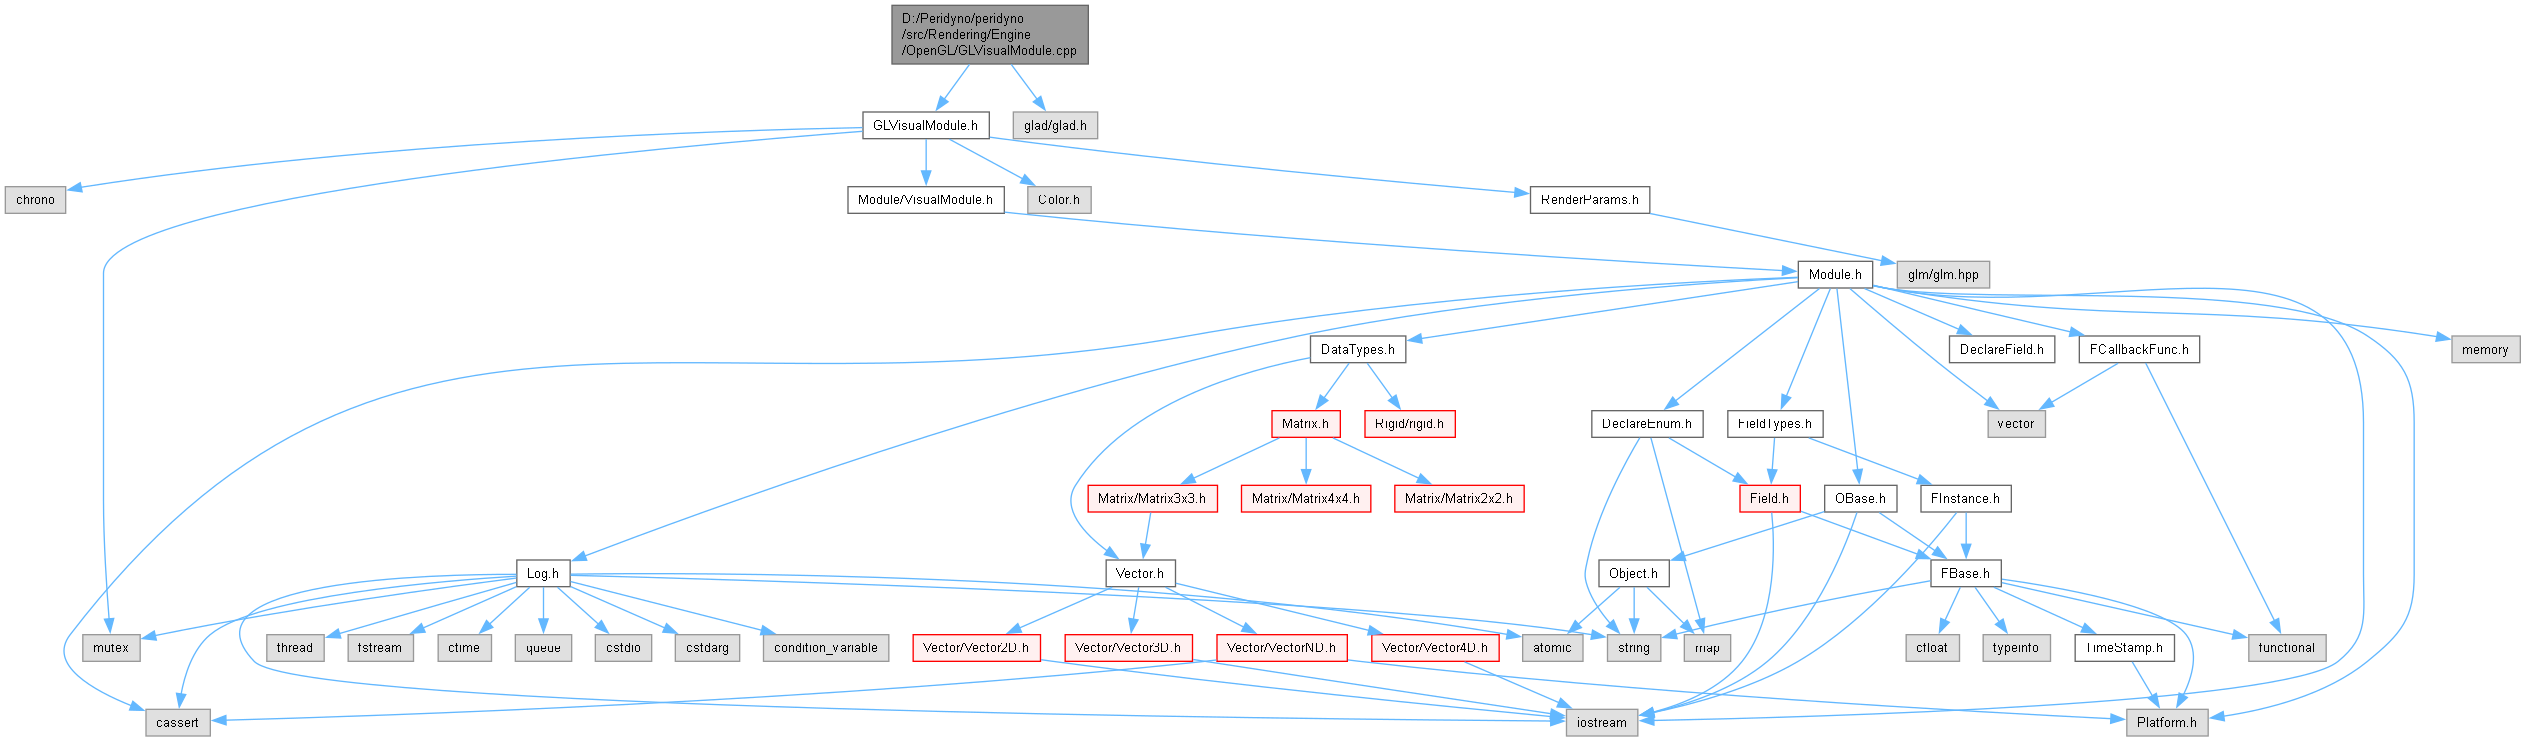 D:/Peridyno/peridyno
/src/Rendering/Engine
/OpenGL/GLVisualModule.cpp
GLVisualModule.h
glad/glad.h
chrono
Module/VisualModule.h
Color.h
RenderParams.h
Module.h
glm/glm.hpp
DataTypes.h
DeclareField.h
FCallbackFunc.h
memory
Matrix.h
Rigid/rigid.h
DeclareEnum.h
FieldTypes.h
vector
Matrix/Matrix3x3.h
Matrix/Matrix4x4.h
Matrix/Matrix2x2.h
Field.h
OBase.h
FInstance.h
Log.h
Vector.h
Object.h
FBase.h
mutex
thread
fstream
ctime
queue
cstdio
cstdarg
condition_variable
Vector/Vector2D.h
Vector/Vector3D.h
Vector/VectorND.h
Vector/Vector4D.h
atomic
string
map
cfloat
typeinfo
TimeStamp.h
functional
cassert
iostream
Platform.h